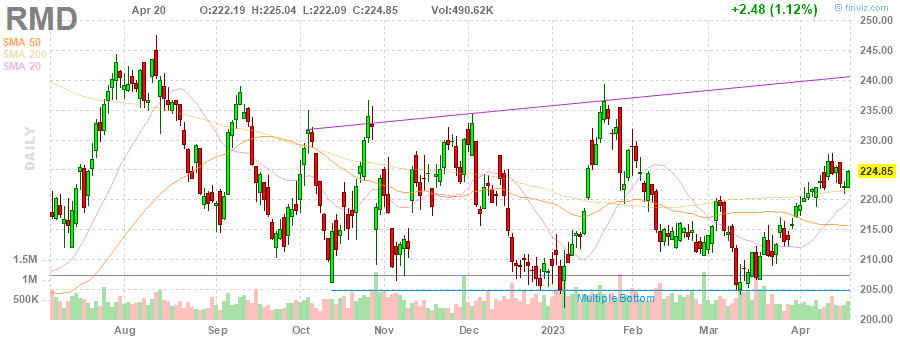 RMD
Apr 20 O:222.19 H:225.04 L:222.09 C:224.85 Vol:490.62K +2.48 (1.12%) @ finviz.com
SMA 50
SMA 200
SMA 20
DAILY
250.00
245.00
240.00
235.00
230.00
224.85
220.00
215.00
210.00
205.00
200.00
1.5M
1M
500K
Multiple Bottom
Aug Sep Oct Nov Dec 2023 Feb Mar Apr